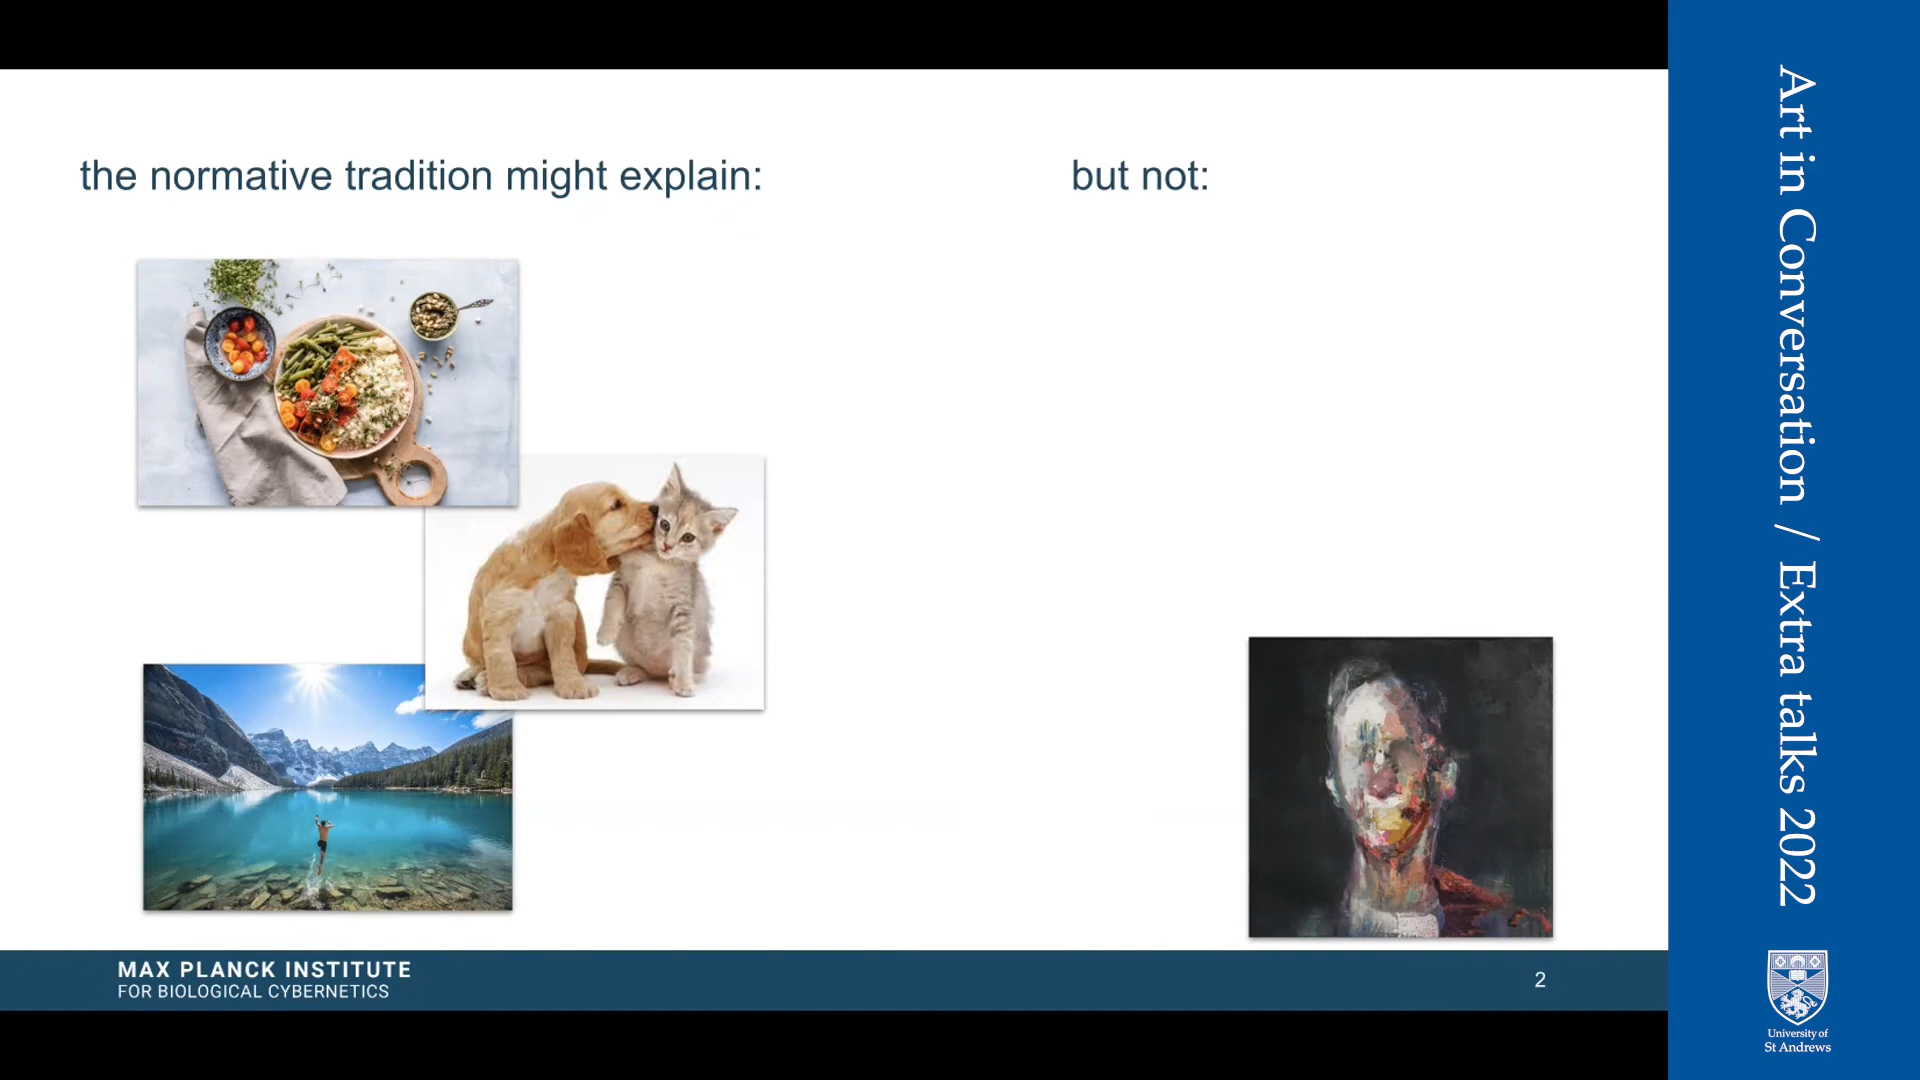 the normative tradition might explain:
but not:
MAX PLANCK INSTITUTE
FOR BIOLOGICAL CYBERNETICS
2
Art in Conversation / Extra talks 2022
University of
St Andrews